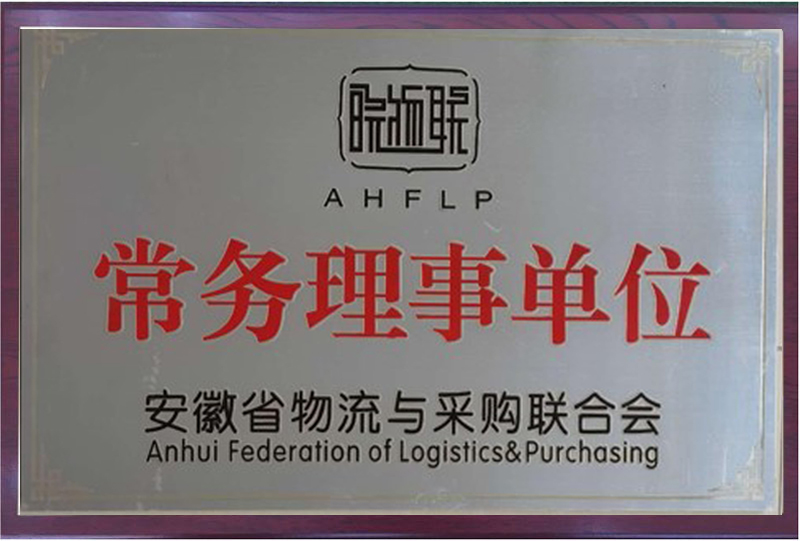 皖物联
AHFLP
常务理事单位
安徽省物流与采购联合会
Anhui Federation of Logistics&Purchasing